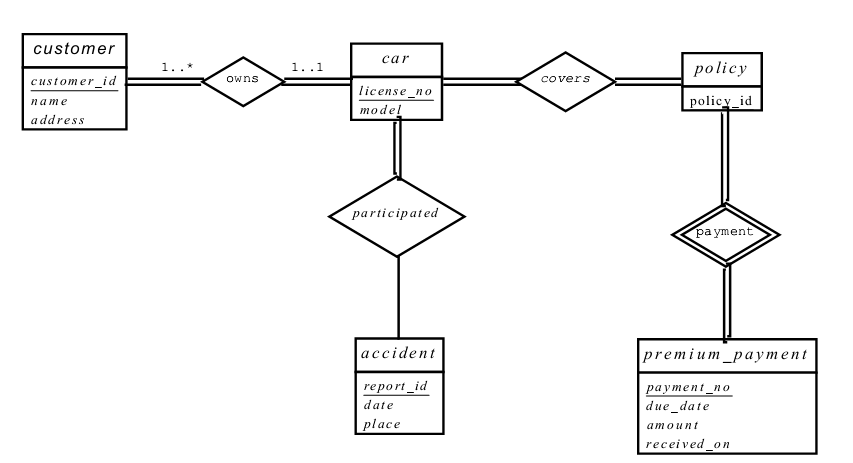 customer
customer_id
name
address
1..*
owns
1..1
car
license_no
model
covers
policy
policy_id
participated
payment
accident
report_id
date
place
premium_payment
payment_no
due_date
amount
received_on